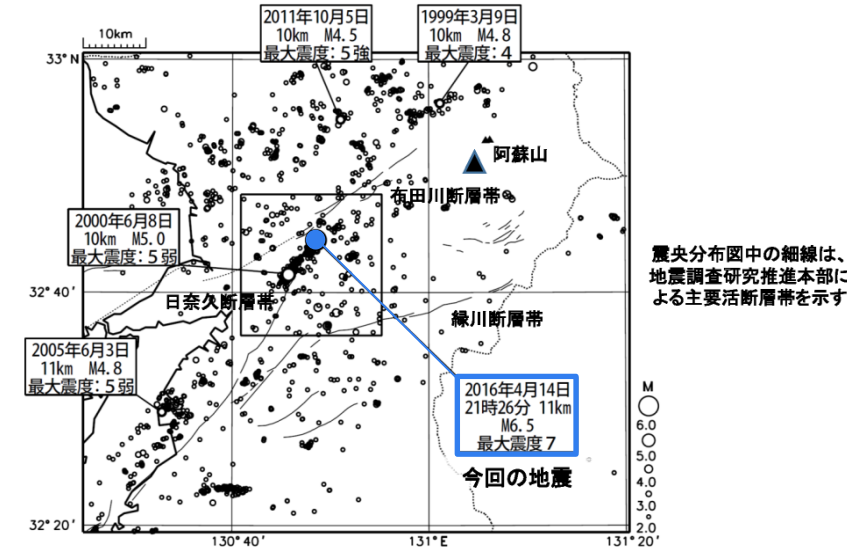 10km
2011年10月5日
10km M4.5
最大震度：5強
1999年3月9日
10km M4.8
最大震度：4
33°N
阿蘇山
布田川断層帯
2000年6月8日
10km M5.0
最大震度：5弱
震央分布図中の細線は、
地震調査研究推進本部に
よる主要活断層帯を示す
32°40′
日奈久断層帯
緑川断層帯
2005年6月3日
11km M4.8
最大震度：5弱
2016年4月14日
21時26分 11km
M6.5
最大震度7
今回の地震
M
6.0
5.0
4.0
3.0
2.0
32°20′
130°40′
131°E
131°20′